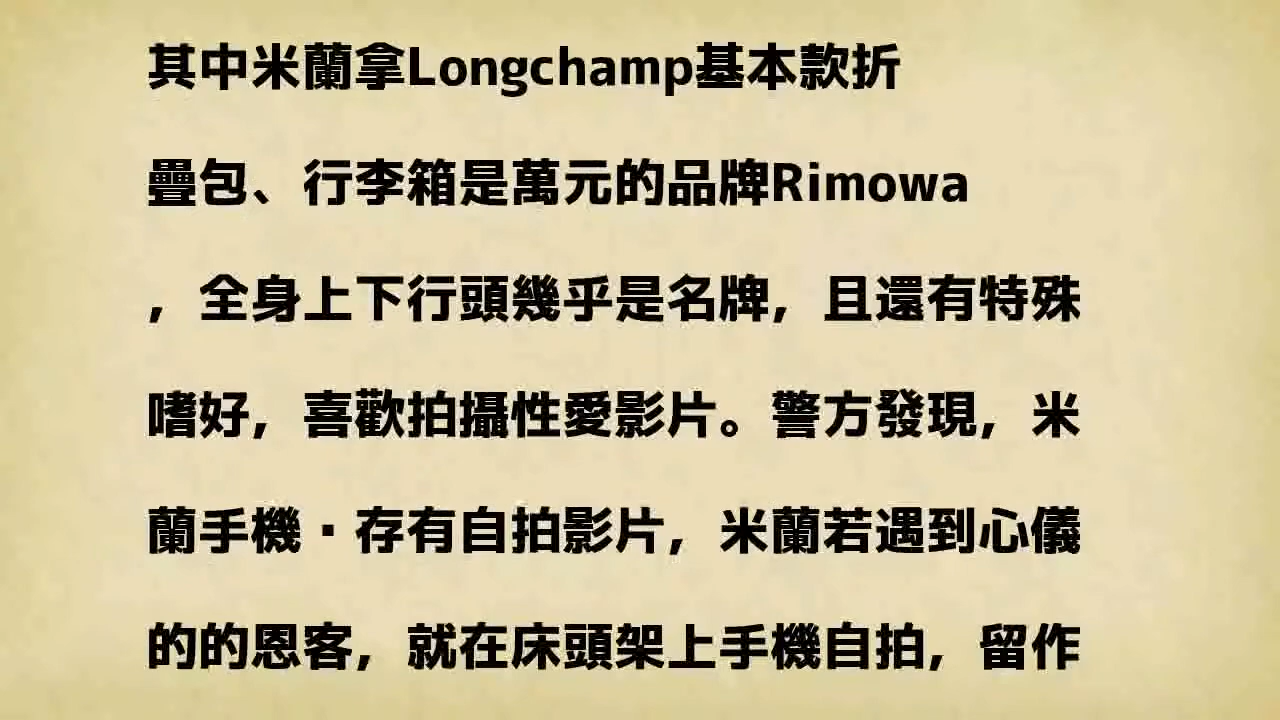 其中米蘭拿Longchamp基本款折
疊包、行李箱是萬元的品牌Rimowa
，全身上下行頭幾乎是名牌，且還有特殊
嗜好，喜歡拍攝性愛影片。警方發現，米
蘭手機▪存有自拍影片，米蘭若遇到心儀
的的恩客，就在床頭架上手機自拍，留作